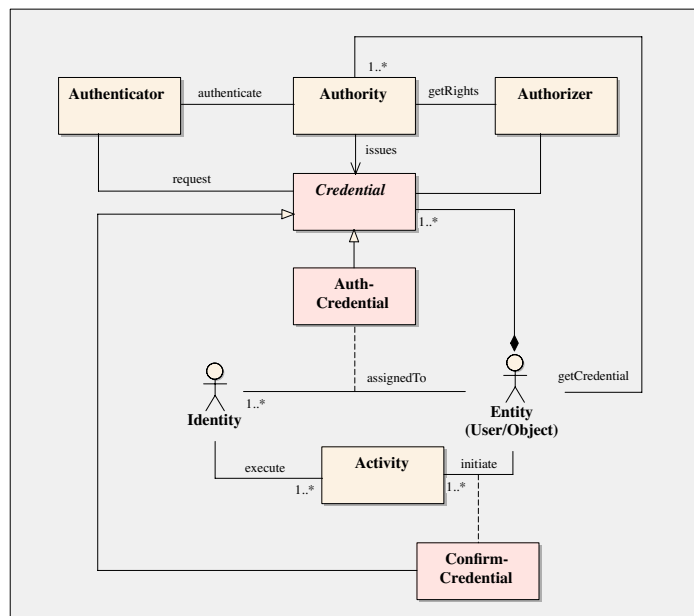 1..*
Authenticator
authenticate
Authority
getRights
Authorizer
issues
request
Credential
1..*
Auth-
Credential
assignedTo
getCredential
1..*
Identity
Entity
(User/Object)
execute
Activity
initiate
1..*
1..*
Confirm-
Credential